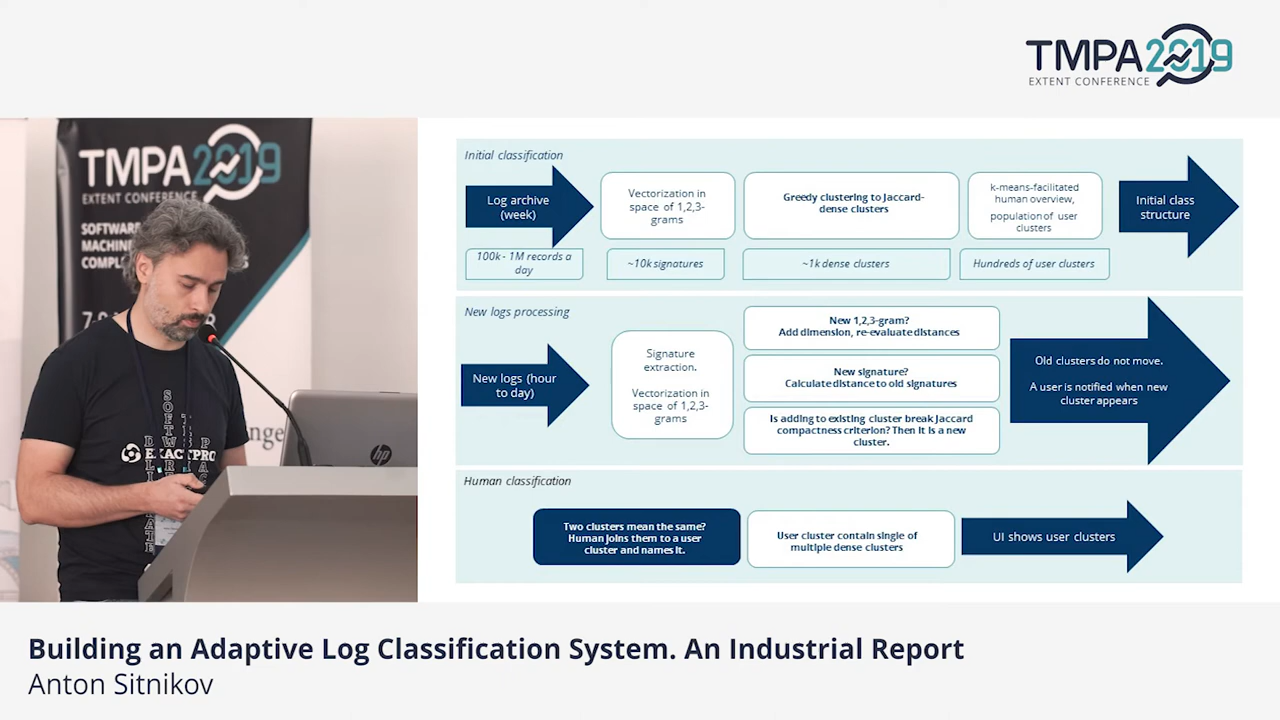 TMPA 2019
EXTENT CONFERENCE
TMPA 2019
EXTENT CONFERENCE
SOFTWARE
MACHINE
COMPLE
EXACTPRO
hp
Initial classification
Log archive
(week)
Vectorization in
space of 1,2,3-
grams
Greedy clustering to Jaccard-
dense clusters
k-means-facilitated
human overview,
population of user
clusters
Initial class
structure
100k - 1M records a
day
~10k signatures
~1k dense clusters
Hundreds of user clusters
New logs processing
New logs (hour
to day)
Signature
extraction.
Vectorization in
space of 1,2,3-
grams
New 1,2,3-gram?
Add dimension, re-evaluate distances
New signature?
Calculate distance to old signatures
Is adding to existing cluster break Jaccard
compactness criterion? Then it is a new
cluster.
Old clusters do not move.
A user is notified when new
cluster appears
Human classification
Two clusters mean the same?
Human joins them to a user
cluster and names it.
User cluster contain single of
multiple dense clusters
UI shows user clusters
Building an Adaptive Log Classification System. An Industrial Report
Anton Sitnikov